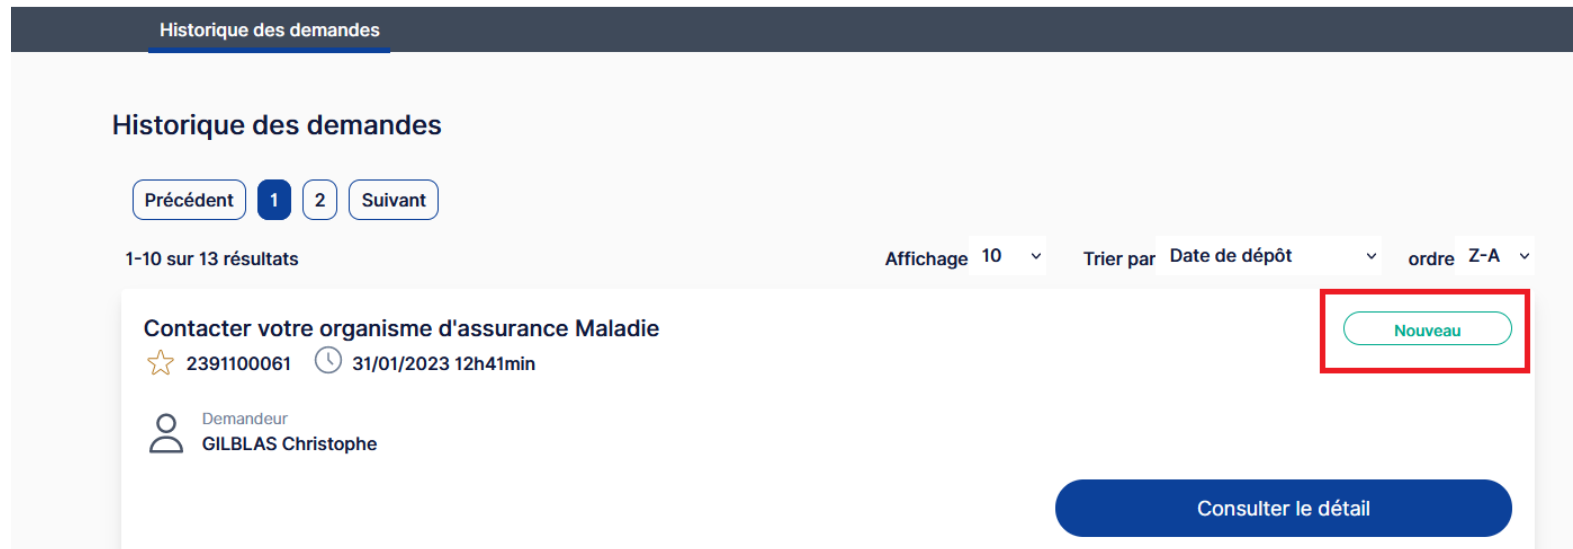 Historique des demandes
Historique des demandes
Précédent 1 2 Suivant
1-10 sur 13 résultats Affichage 10 Trier par Date de dépôt ordre Z-A
Contacter votre organisme d'assurance Maladie Nouveau
2391100061 31/01/2023 12h41min
Demandeur
GILBLAS Christophe
Consulter le détail